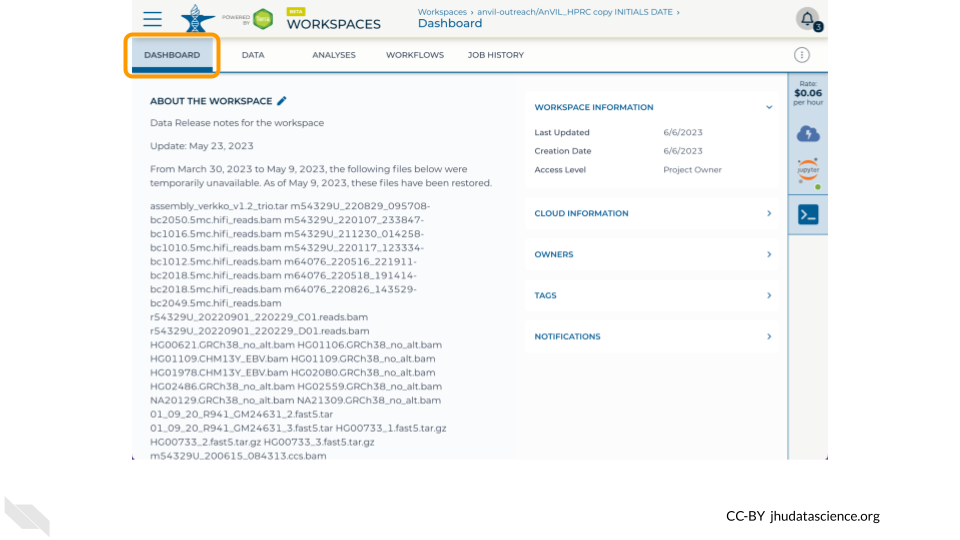 POWERED BY Terra
BETA
WORKSPACES
Workspaces › anvil-outreach/AnVIL_HPRC copy INITIALS DATE ›
Dashboard
3
DASHBOARD DATA ANALYSES WORKFLOWS JOB HISTORY
ABOUT THE WORKSPACE
Data Release notes for the workspace
Update: May 23, 2023
From March 30, 2023 to May 9, 2023, the following files below were
temporarily unavailable. As of May 9, 2023, these files have been restored.
assembly_verkko_v1.2_trio.tar m54329U_220829_095708-
bc2050.5mc.hifi_reads.bam m54329U_220107_233847-
bc1016.5mc.hifi_reads.bam m54329U_211230_014258-
bc1010.5mc.hifi_reads.bam m54329U_220117_123334-
bc1012.5mc.hifi_reads.bam m64076_220516_221911-
bc2018.5mc.hifi_reads.bam m64076_220518_191414-
bc2018.5mc.hifi_reads.bam m64076_220826_143529-
bc2049.5mc.hifi_reads.bam
r54329U_20220901_220229_C01.reads.bam
r54329U_20220901_220229_D01.reads.bam
HG00621.GRCh38_no_alt.bam HG01106.GRCh38_no_alt.bam
HG01109.CHM13Y_EBV.bam HG01109.GRCh38_no_alt.bam
HG01978.CHM13Y_EBV.bam HG02080.GRCh38_no_alt.bam
HG02486.GRCh38_no_alt.bam HG02559.GRCh38_no_alt.bam
NA20129.GRCh38_no_alt.bam NA21309.GRCh38_no_alt.bam
01_09_20_R941_GM24631_2.fast5.tar
01_09_20_R941_GM24631_3.fast5.tar HG00733_1.fast5.tar.gz
HG00733_2.fast5.tar.gz HG00733_3.fast5.tar.gz
m54329U_200615_084313.ccs.bam
WORKSPACE INFORMATION
Last Updated 6/6/2023
Creation Date 6/6/2023
Access Level Project Owner
CLOUD INFORMATION
OWNERS
TAGS
NOTIFICATIONS
Rate:
$0.06
per hour
jupyter
CC-BY jhudatascience.org